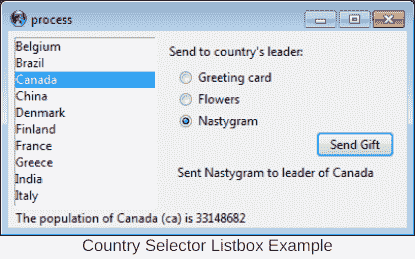 process
Belgium
Brazil
Canada
China
Denmark
Finland
France
Greece
India
Italy
Send to country's leader:
Greeting card
Flowers
Nastygram
Send Gift
Sent Nastygram to leader of Canada
The population of Canada (ca) is 33148682
Country Selector Listbox Example